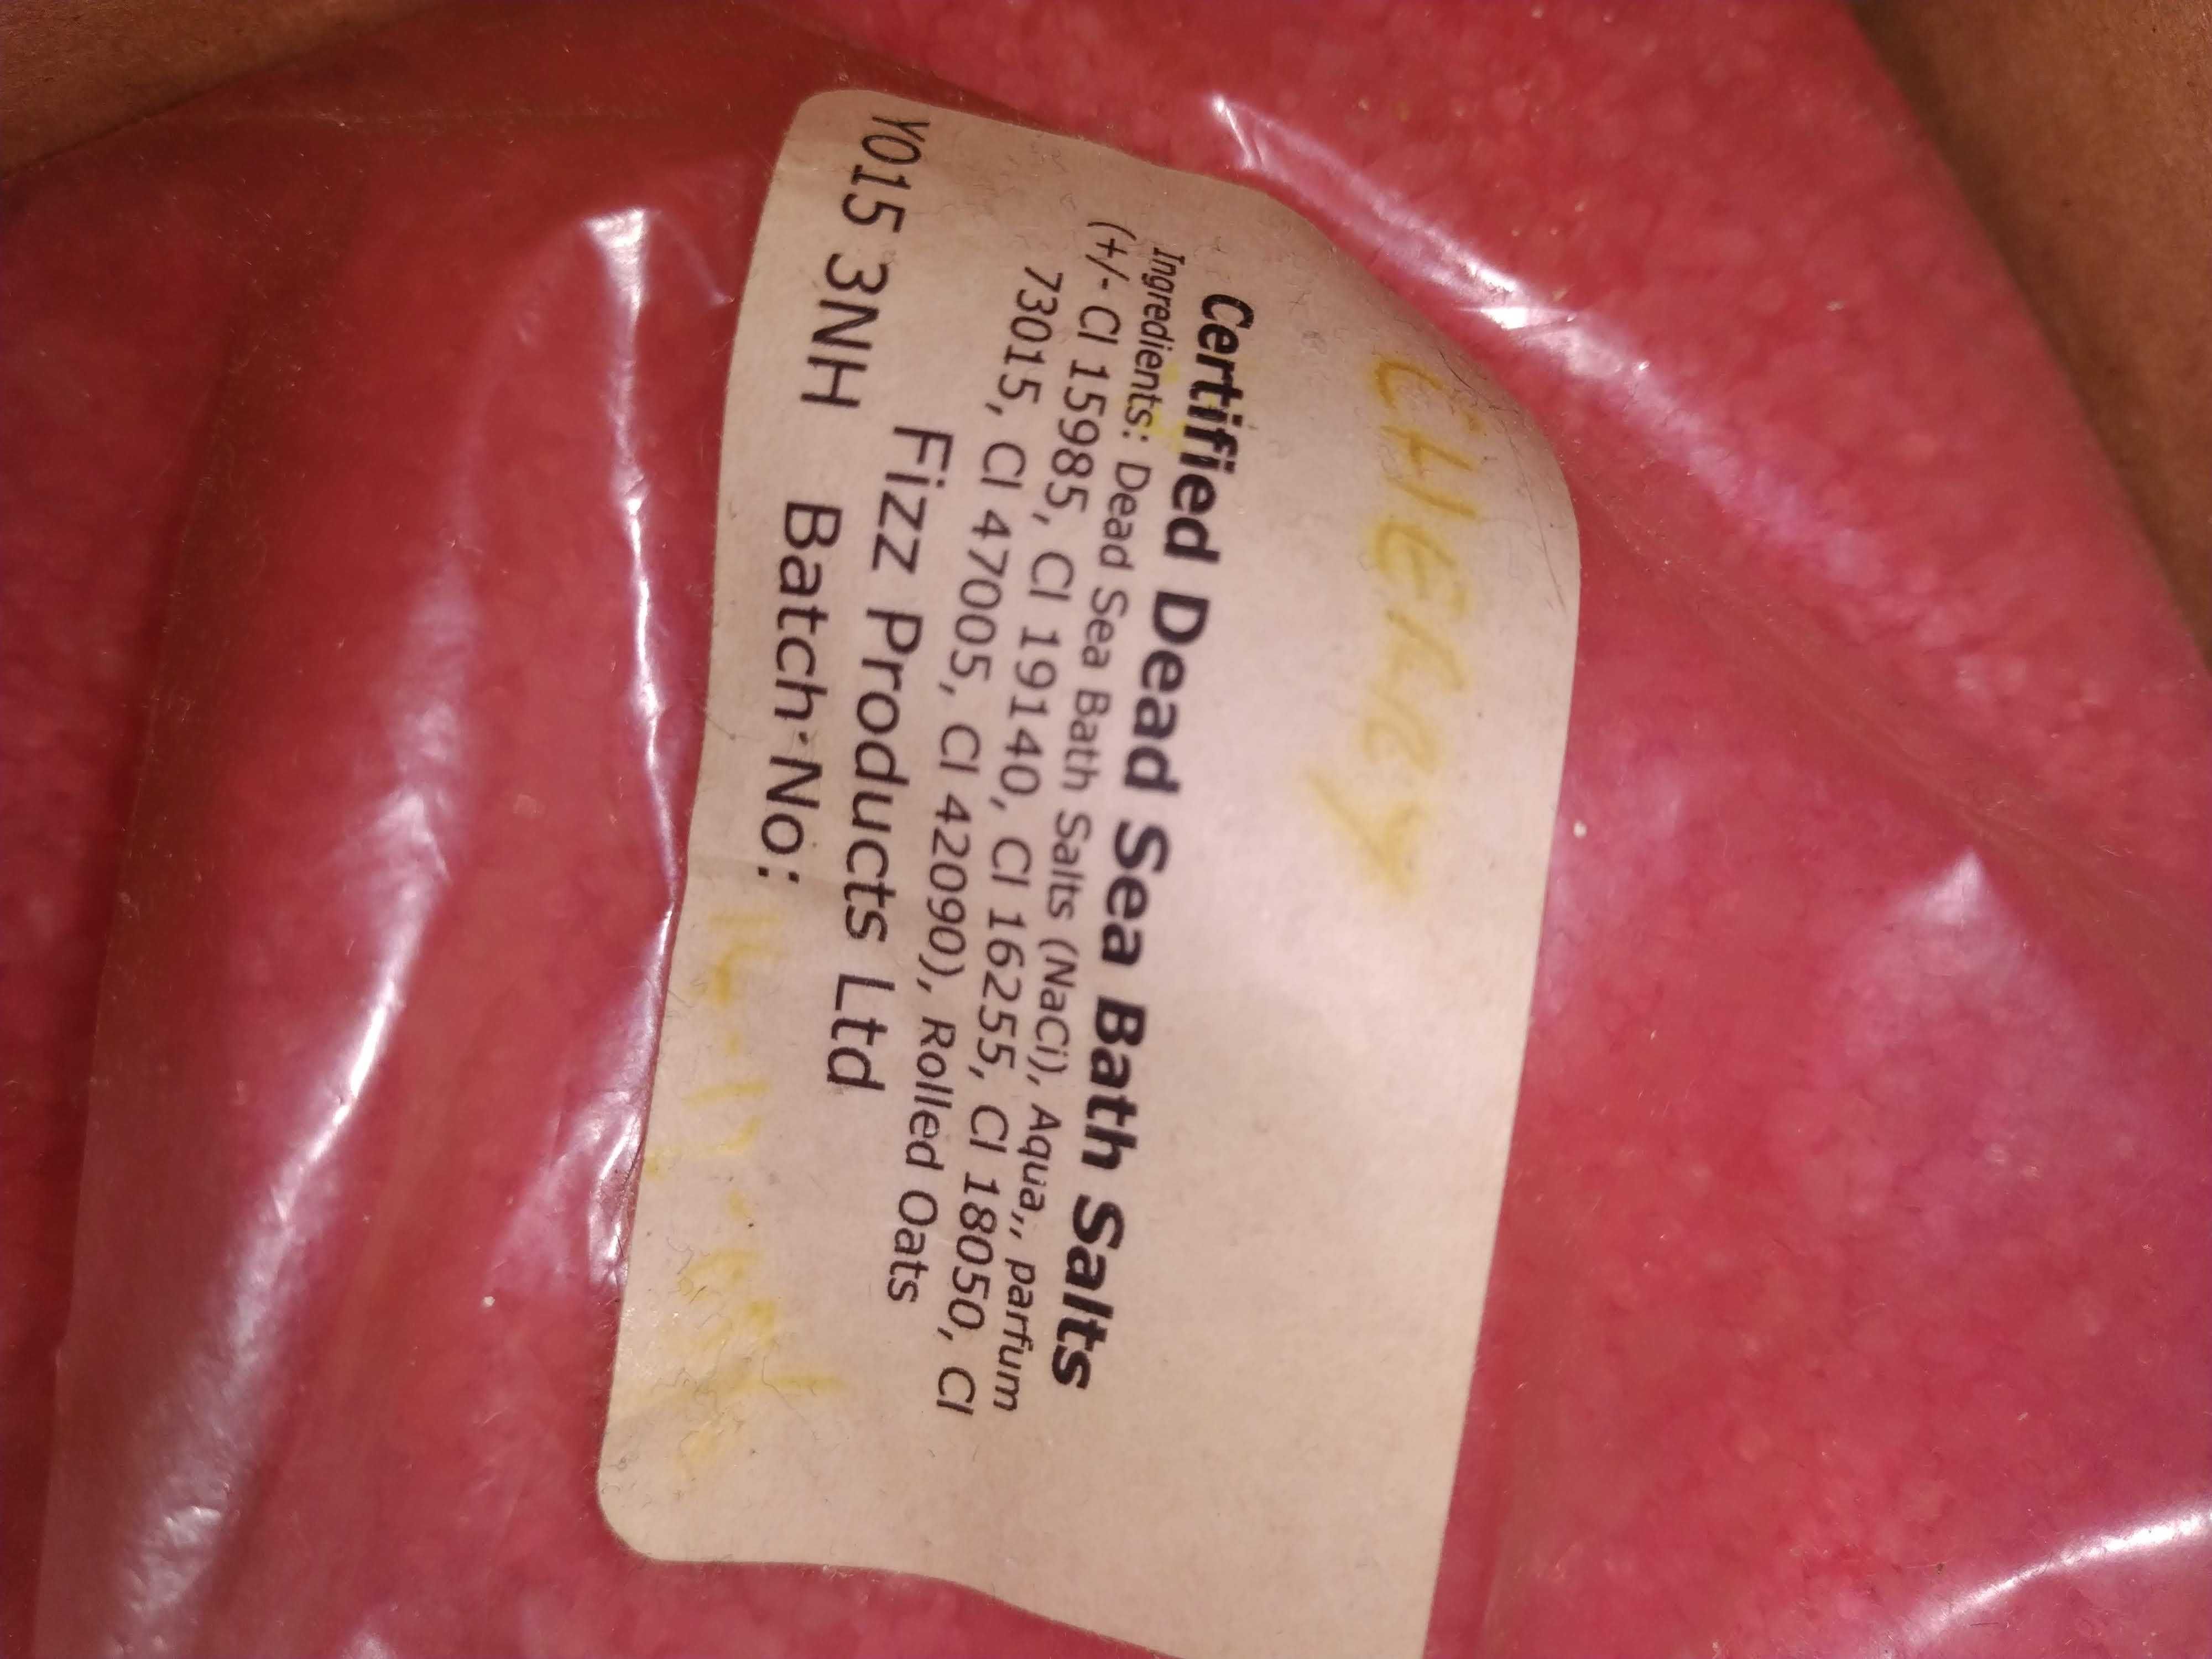 CHERRY
Certified Dead Sea Bath Salts
Ingredients: Dead Sea Bath Salts (NaCi), Aqua,, parfum
(+/- CI 15985, CI 19140, CI 16255, CI 18050, CI
73015, CI 47005, CI 42090), Rolled Oats
Fizz Products Ltd
YO15 3NH Batch No: